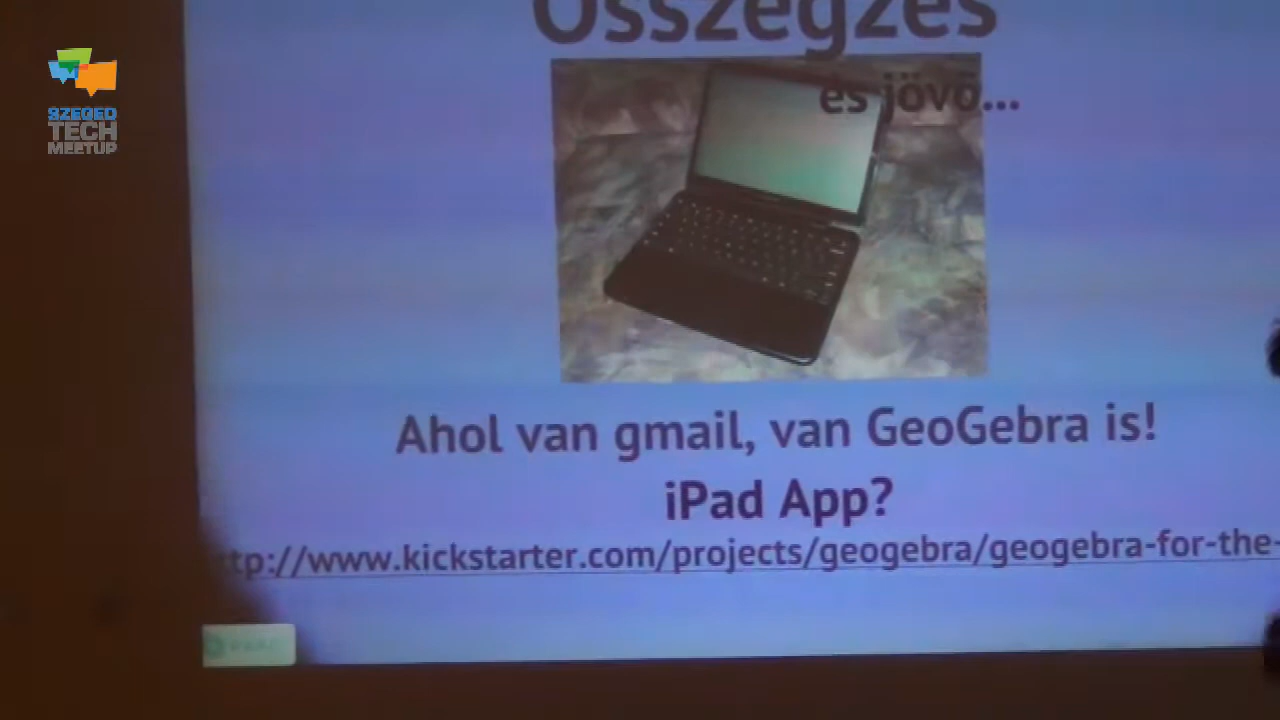 SZEGED
TECH
MEETUP
Összegzés
és jövő...
Ahol van gmail, van GeoGebra is!
iPad App?
tp://www.kickstarter.com/projects/geogebra/geogebra-for-the-